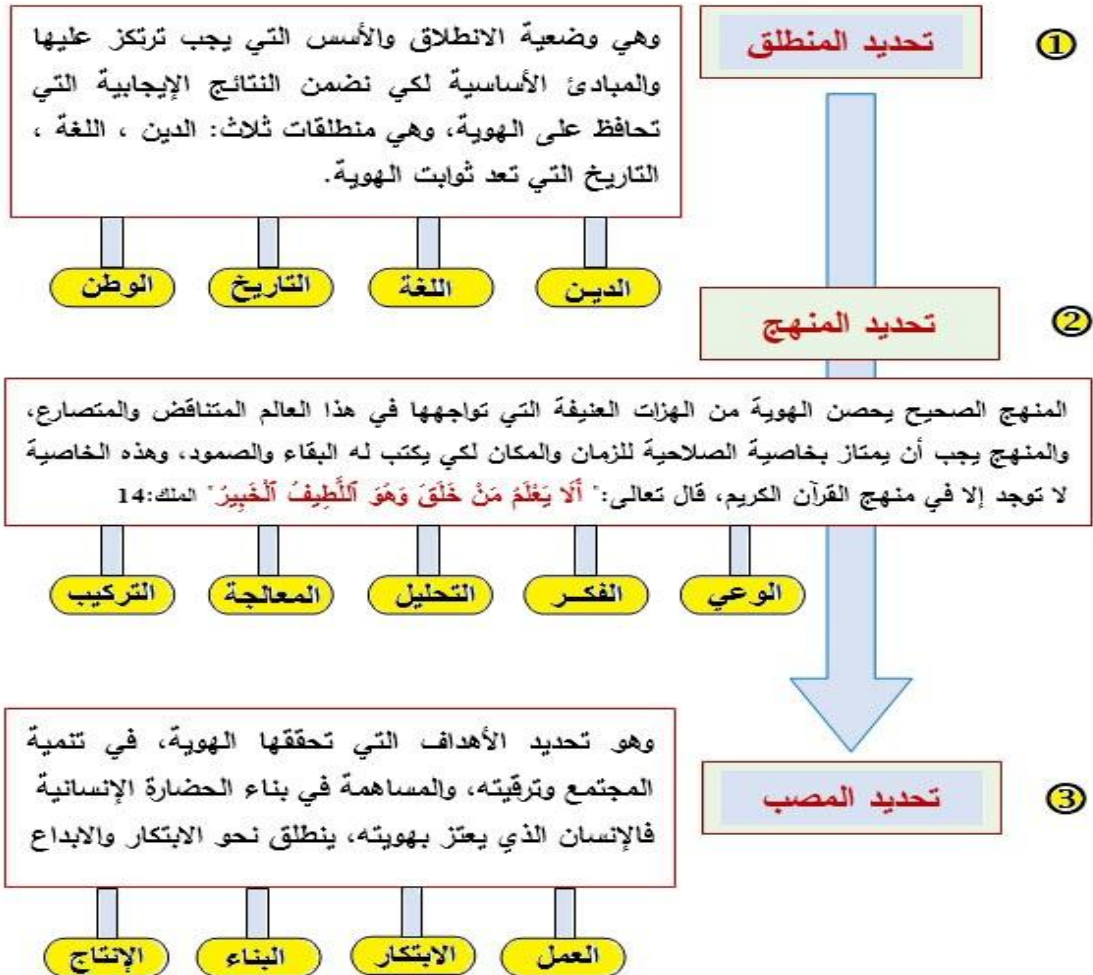 ① تحديد المنطلق
وهي وضعية الانطلاق والأسس التي يجب ترتكز عليها
والمبادئ الأساسية لكي نضمن النتائج الإيجابية التي
تحافظ على الهوية، وهي منطلقات ثلاث: الدين ، اللغة ،
التاريخ التي تعد ثوابت الهوية.
الدين اللغة التاريخ الوطن
② تحديد المنهج
المنهج الصحيح يحصن الهوية من الهزات العنيفة التي تواجهها في هذا العالم المتناقض والمتصارع،
والمنهج يجب أن يمتاز بخاصية الصلاحية للزمان والمكان لكي يكتب له البقاء والصمود، وهذه الخاصية
لا توجد إلا في منهج القرآن الكريم، قال تعالى:" أَلَا يَعْلَمُ مَنْ خَلَقَ وَهُوَ ٱللَّطِيفُ ٱلْخَبِيرُ" الملك:14
الوعي الفكر التحليل المعالجة التركيب
③ تحديد المصب
وهو تحديد الأهداف التي تحققها الهوية، في تنمية
المجتمع وترقيته، والمساهمة في بناء الحضارة الإنسانية
فالإنسان الذي يعتز بهويته، ينطلق نحو الابتكار والابداع
العمل الابتكار البناء الإنتاج